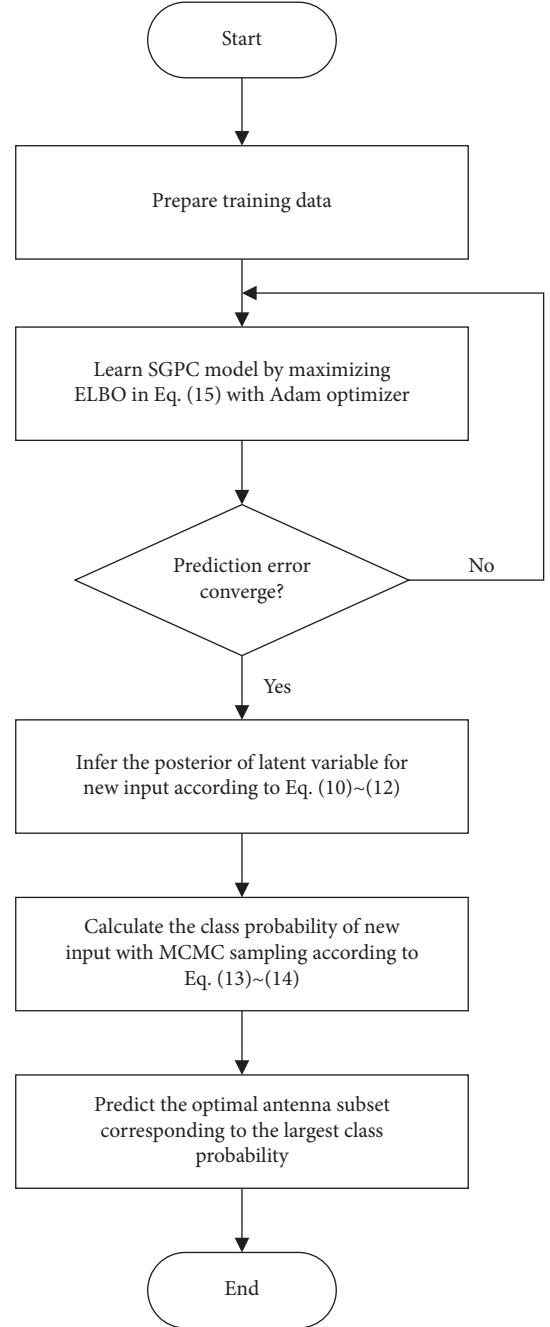 Start
Prepare training data
Learn SGPC model by maximizing
ELBO in Eq. (15) with Adam optimizer
Prediction error
converge?
No
Yes
Infer the posterior of latent variable for
new input according to Eq. (10)~(12)
Calculate the class probability of new
input with MCMC sampling according to
Eq. (13)~(14)
Predict the optimal antenna subset
corresponding to the largest class
probability
End